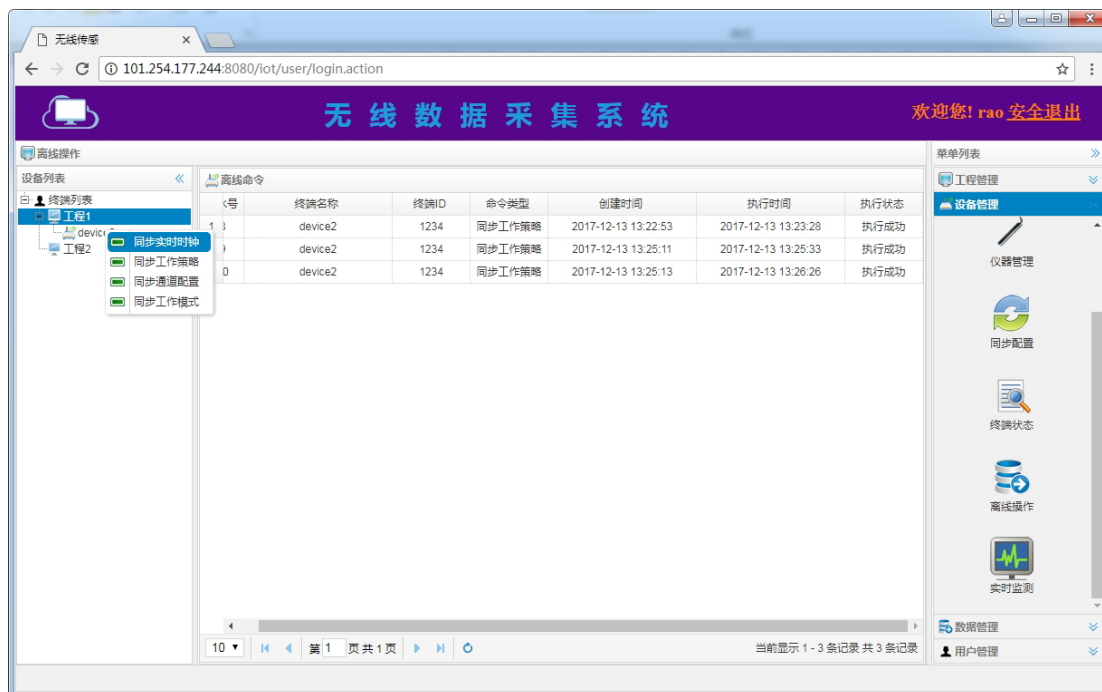 无线传感
101.254.177.244:8080/iot/user/login.action
无线数据采集系统
欢迎您! rao 安全退出
离线操作
菜单列表
设备列表
离线命令
工程管理
终端列表
号 终端名称 终端ID 命令类型 创建时间 执行时间 执行状态
设备管理
工程1
1 device2 1234 同步工作策略 2017-12-13 13:22:53 2017-12-13 13:23:28 执行成功
device
同步实时时钟
工程2
device2 1234 同步工作策略 2017-12-13 13:25:11 2017-12-13 13:25:33 执行成功
同步工作策略
仪器管理
0 device2 1234 同步工作策略 2017-12-13 13:25:13 2017-12-13 13:26:26 执行成功
同步通道配置
同步工作模式
同步配置
终端状态
离线操作
实时监测
数据管理
10 第 1 页共1页 当前显示 1 - 3 条记录 共 3 条记录
用户管理